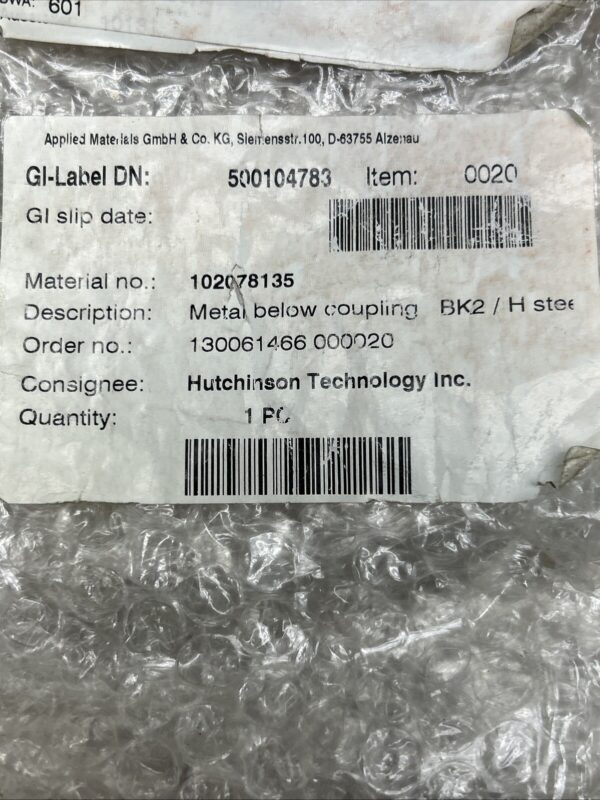 601
Applied Materials GmbH & Co. KG, Siemensstr.100, D-63755 Alzenau
GI-Label DN: 500104783 Item: 0020
GI slip date:
Material no.: 102078135
Description: Metal below coupling BK2 / H stee
Order no.: 130061466 000020
Consignee: Hutchinson Technology Inc.
Quantity: 1 PC